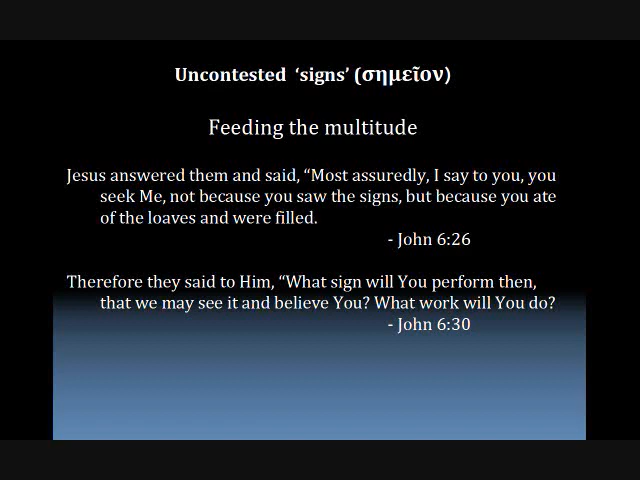 Uncontested ‘signs’ (σημεῖον)
Feeding the multitude
Jesus answered them and said, “Most assuredly, I say to you, you
seek Me, not because you saw the signs, but because you ate
of the loaves and were filled.
- John 6:26
Therefore they said to Him, “What sign will You perform then,
that we may see it and believe You? What work will You do?
- John 6:30